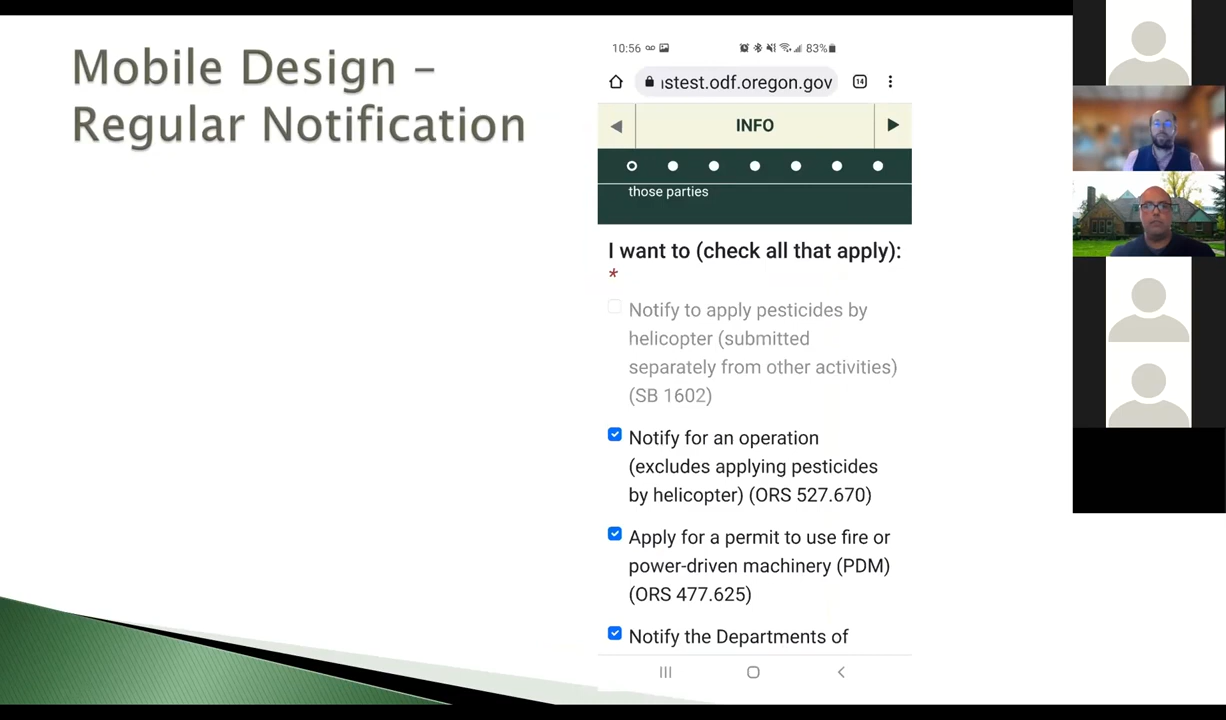 Mobile Design –
Regular Notification
10:56
83%
ıstest.odf.oregon.gov
14
INFO
those parties
I want to (check all that apply):
*
Notify to apply pesticides by
helicopter (submitted
separately from other activities)
(SB 1602)
Notify for an operation
(excludes applying pesticides
by helicopter) (ORS 527.670)
Apply for a permit to use fire or
power-driven machinery (PDM)
(ORS 477.625)
Notify the Departments of